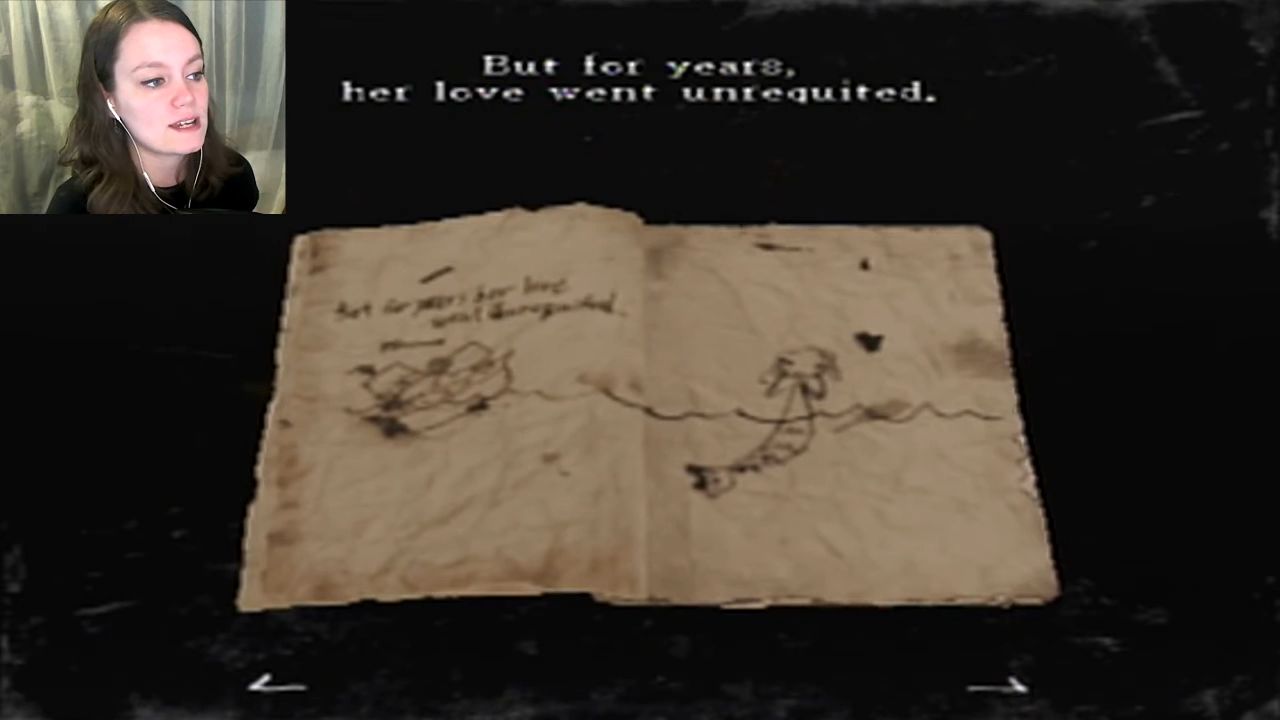 But for years,
her love went unrequited.
But for years her love
went Unrequited.